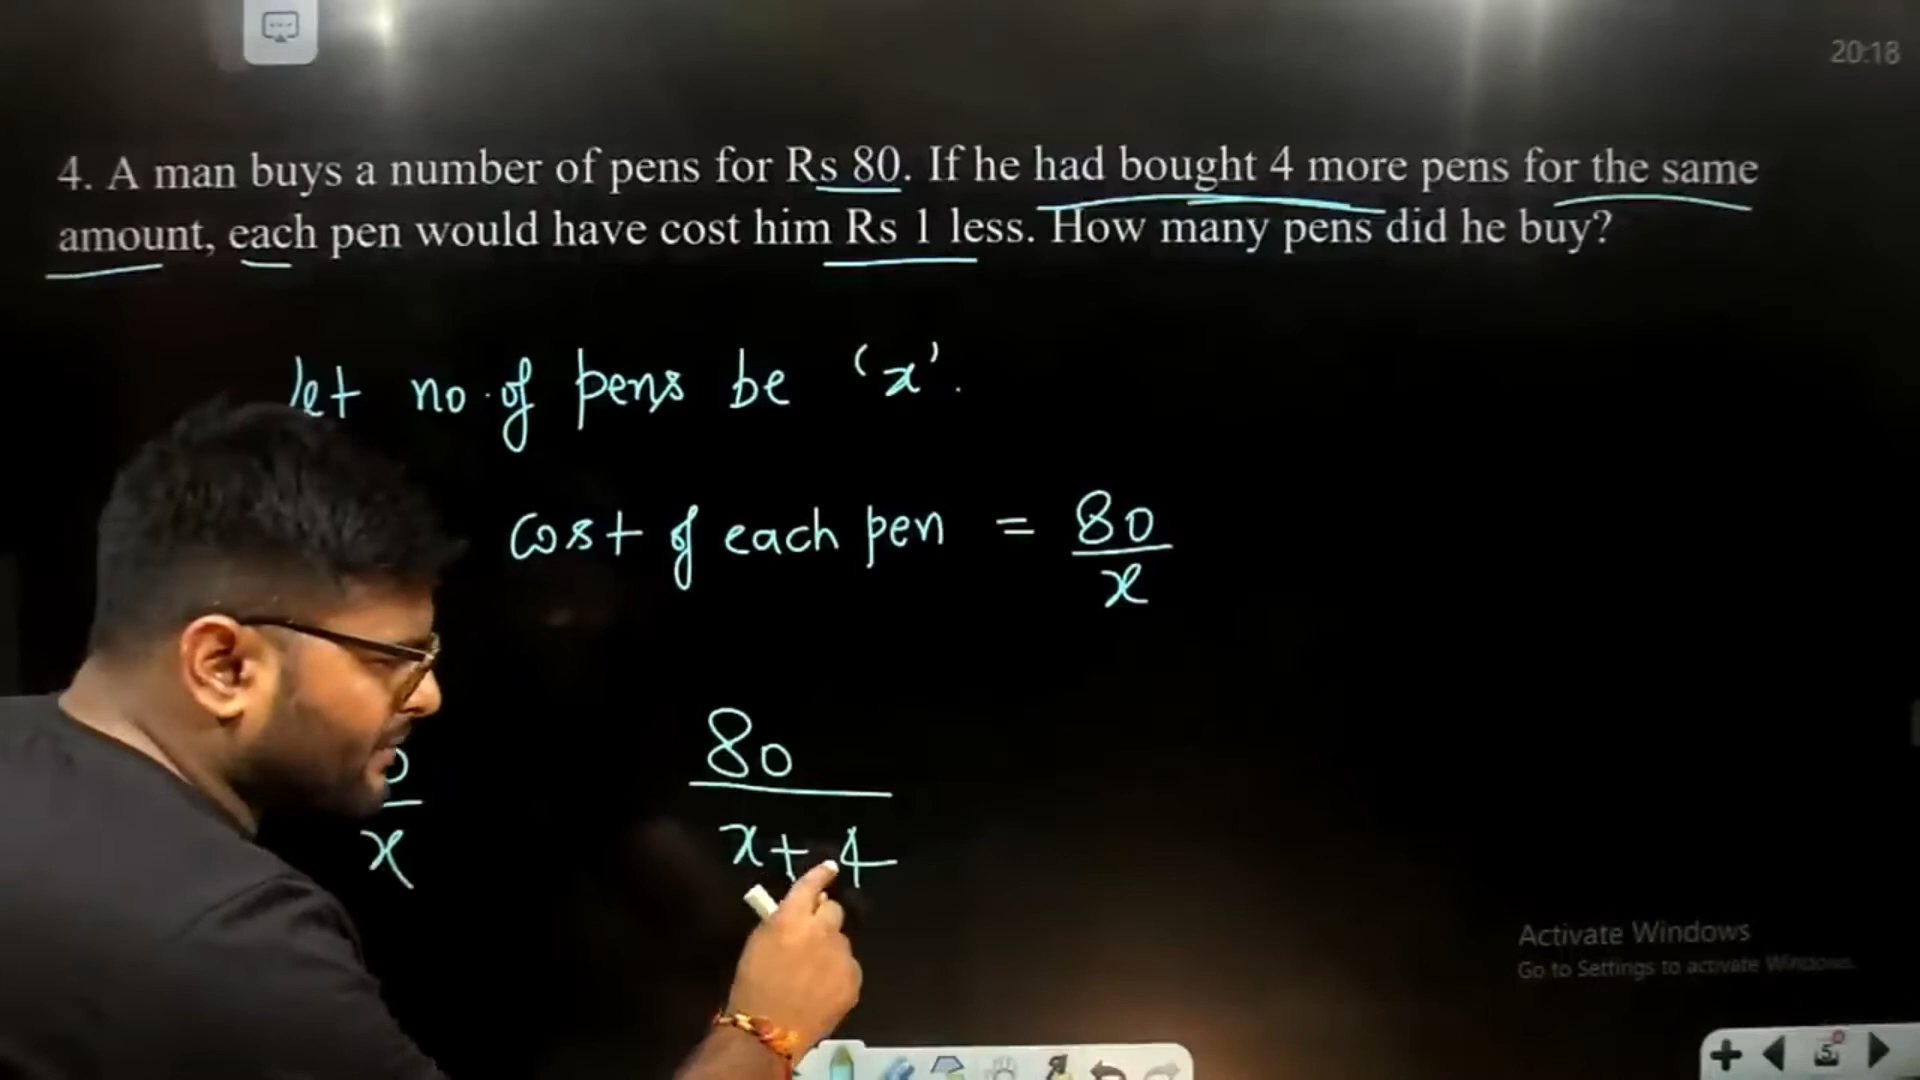 20:18
4. A man buys a number of pens for Rs 80. If he had bought 4 more pens for the same
amount, each pen would have cost him Rs 1 less. How many pens did he buy?
let no. of pens be 'x'.
cost of each pen = 80/x
x
80/x+4
Activate Windows
Go to Settings to activate Windows.
5